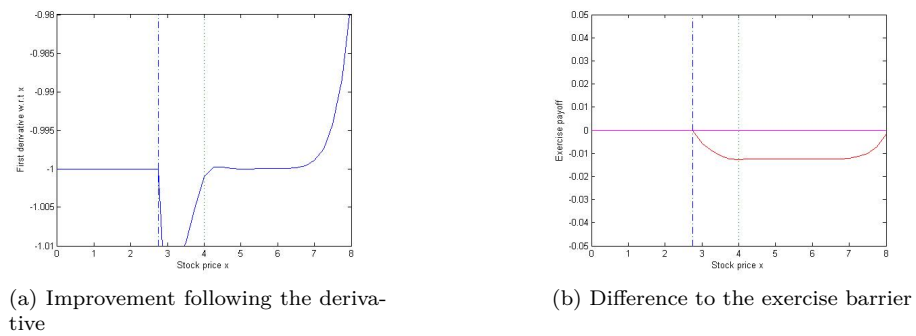 -0.98
-0.985
-0.99
-0.995
-1
-1.005
-1.01
First derivative w.r.t x
0 1 2 3 4 5 6 7 8
Stock price x
(a) Improvement following the deriva-
tive
0.05
0.04
0.03
0.02
0.01
0
-0.01
-0.02
-0.03
-0.04
-0.05
Exercise payoff
0 1 2 3 4 5 6 7 8
Stock price x
(b) Difference to the exercise barrier